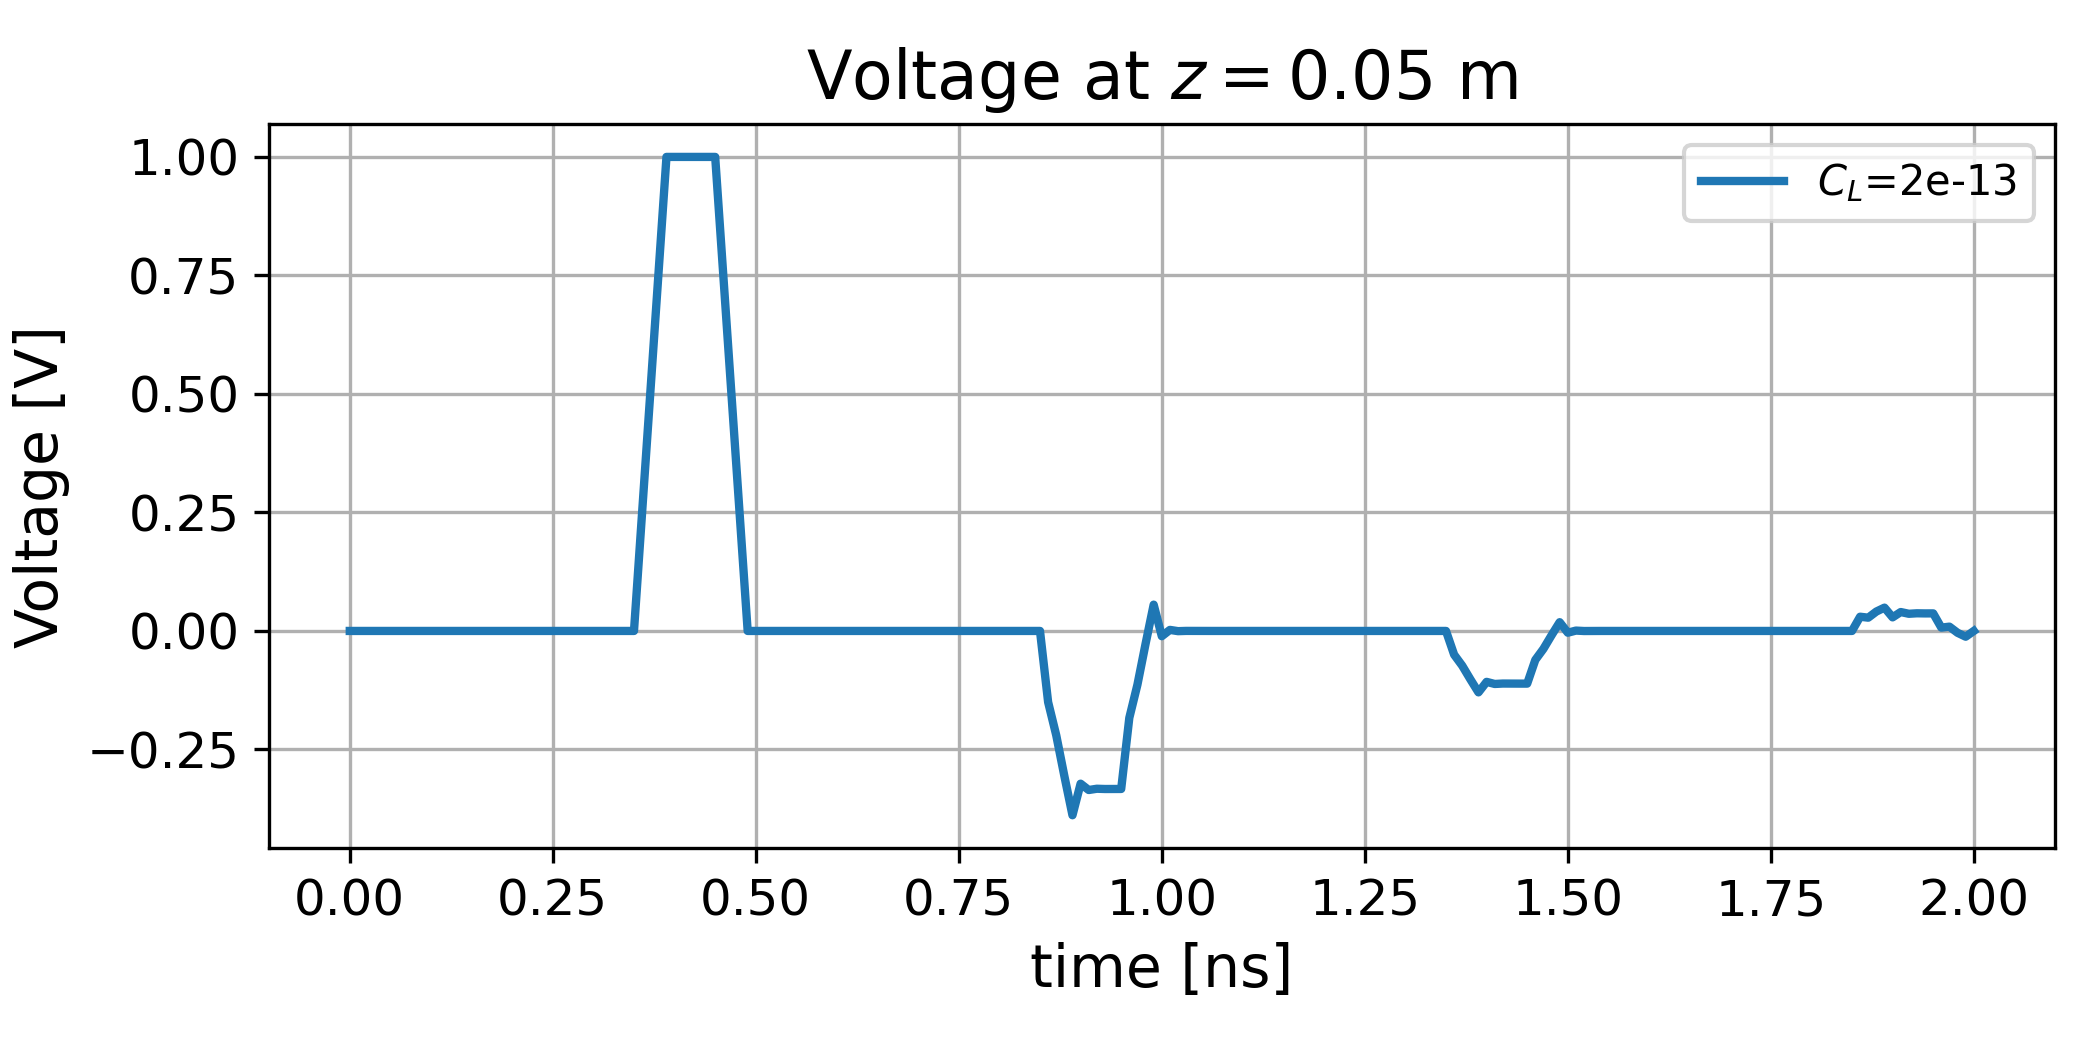 Voltage at z = 0.05 m
C_L=2e-13
Voltage [V]
1.00
0.75
0.50
0.25
0.00
−0.25
0.00 0.25 0.50 0.75 1.00 1.25 1.50 1.75 2.00
time [ns]